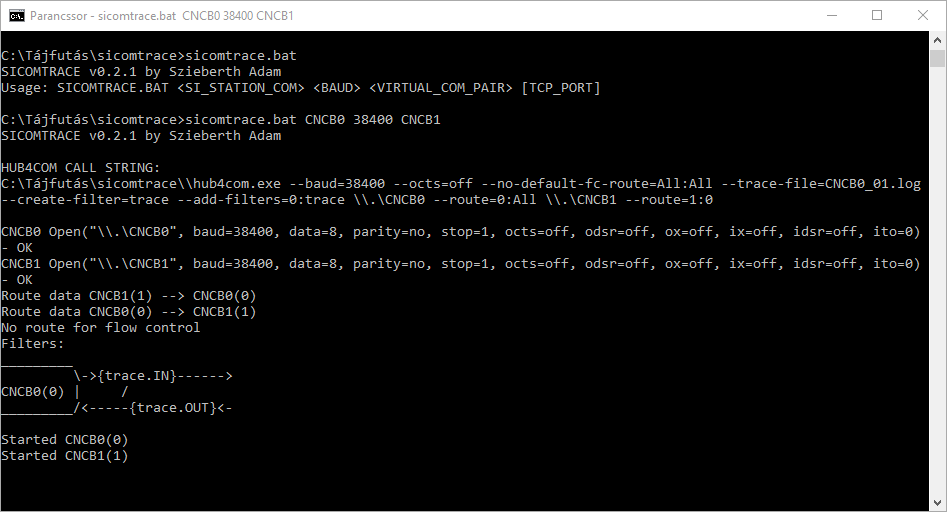 Parancssor - sicomtrace.bat  CNCB0 38400 CNCB1
C:\Tájfutás\sicomtrace>sicomtrace.bat
SICOMTRACE v0.2.1 by Szieberth Adam
Usage: SICOMTRACE.BAT <SI_STATION_COM> <BAUD> <VIRTUAL_COM_PAIR> [TCP_PORT]
C:\Tájfutás\sicomtrace>sicomtrace.bat CNCB0 38400 CNCB1
SICOMTRACE v0.2.1 by Szieberth Adam
HUB4COM CALL STRING:
C:\Tájfutás\sicomtrace\\hub4com.exe --baud=38400 --octs=off --no-default-fc-route=All:All --trace-file=CNCB0_01.log
--create-filter=trace --add-filters=0:trace \\.\CNCB0 --route=0:All \\.\CNCB1 --route=1:0
CNCB0 Open("\\.\CNCB0", baud=38400, data=8, parity=no, stop=1, octs=off, odsr=off, ox=off, ix=off, idsr=off, ito=0)
- OK
CNCB1 Open("\\.\CNCB1", baud=38400, data=8, parity=no, stop=1, octs=off, odsr=off, ox=off, ix=off, idsr=off, ito=0)
- OK
Route data CNCB1(1) --> CNCB0(0)
Route data CNCB0(0) --> CNCB1(1)
No route for flow control
Filters:
_________
         \->{trace.IN}------>
CNCB0(0) |     /
_________/<-----{trace.OUT}<-
Started CNCB0(0)
Started CNCB1(1)